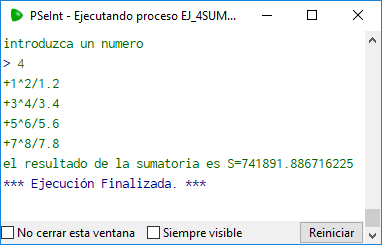 PSeInt - Ejecutando proceso EJ_4SUM...
introduzca un numero
> 4
+1^2/1.2
+3^4/3.4
+5^6/5.6
+7^8/7.8
el resultado de la sumatoria es S=741891.886716225
*** Ejecución Finalizada. ***
No cerrar esta ventana Siempre visible Reiniciar